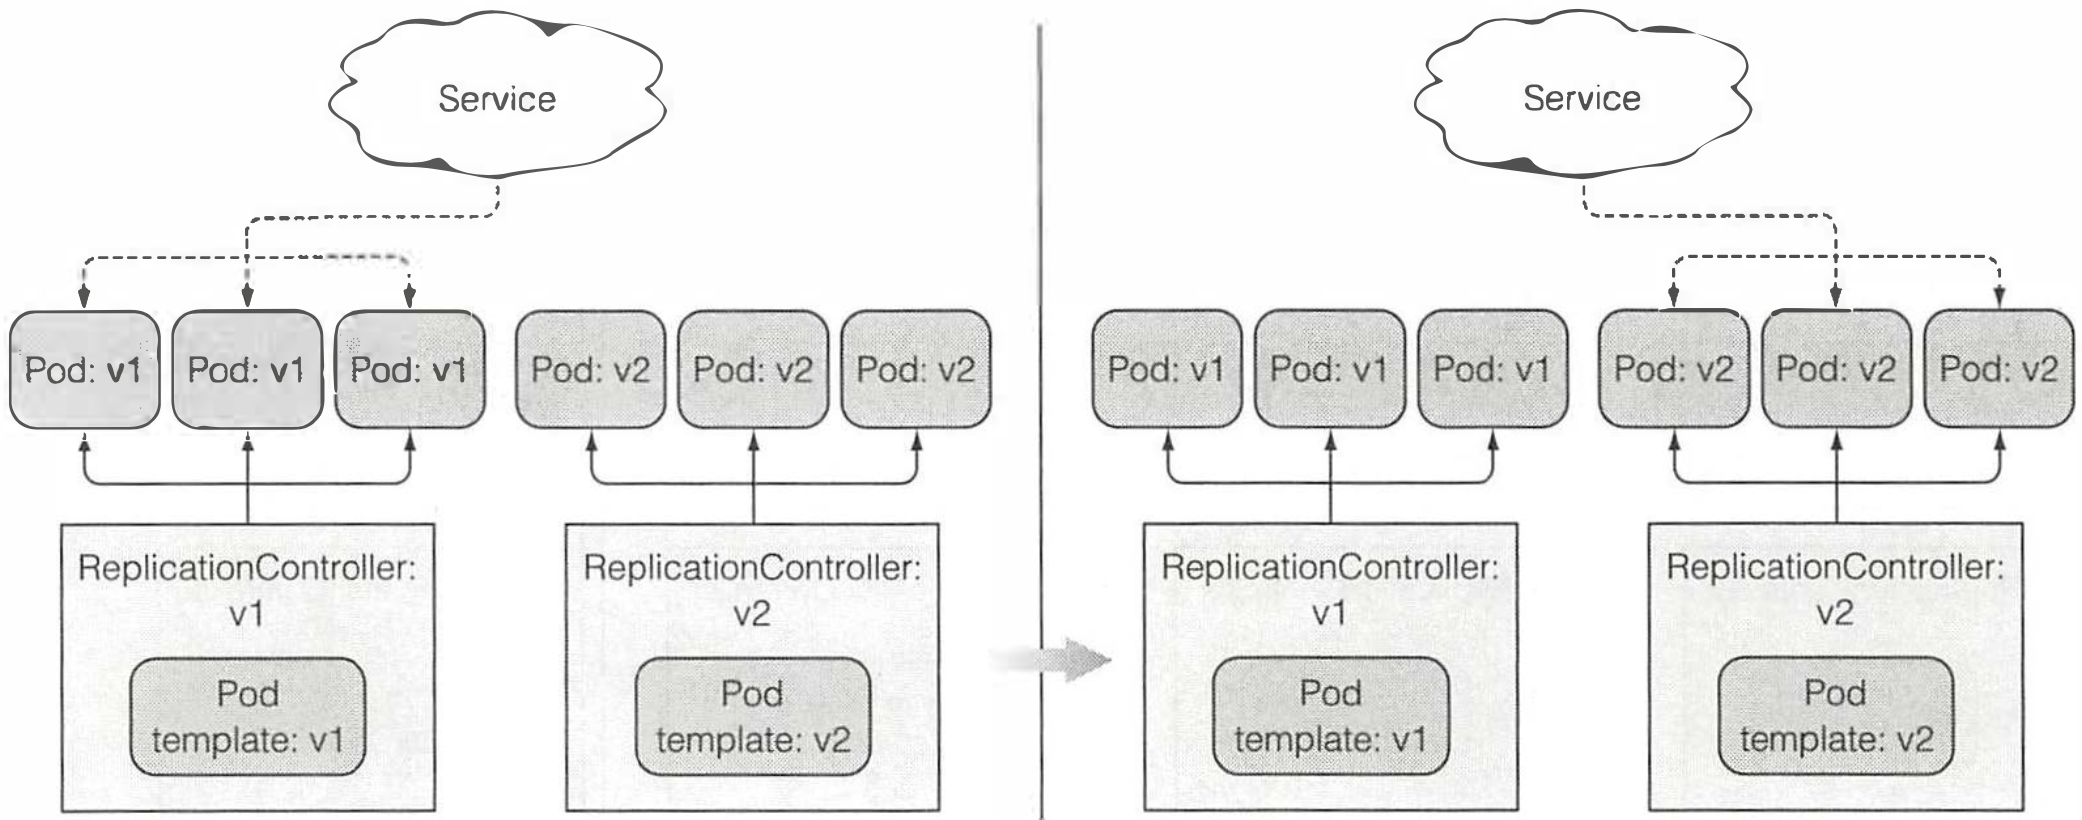 Service
Pod: v1
Pod: v1
Pod: v1
Pod: v2
Pod: v2
Pod: v2
ReplicationController:
v1
Pod
template: v1
ReplicationController:
v2
Pod
template: v2
Service
Pod: v1
Pod: v1
Pod: v1
Pod: v2
Pod: v2
Pod: v2
ReplicationController:
v1
Pod
template: v1
ReplicationController:
v2
Pod
template: v2